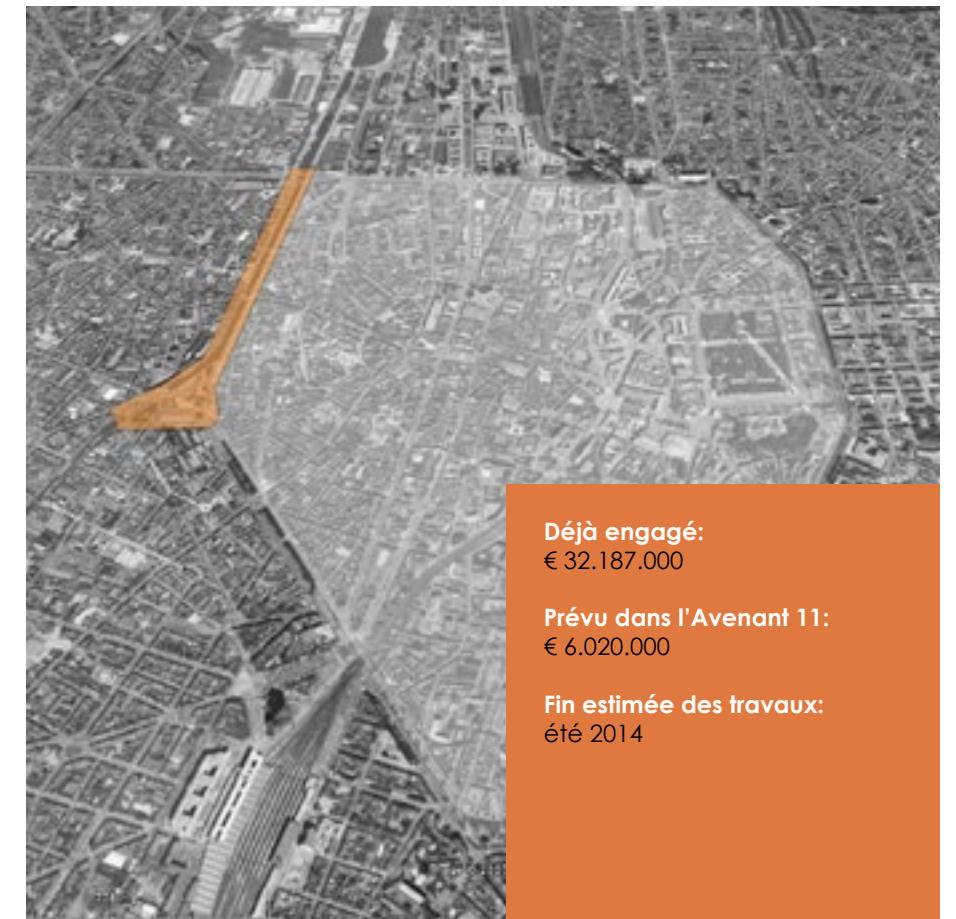 Déjà engagé:
€ 32.187.000
Prévu dans l'Avenant 11:
€ 6.020.000
Fin estimée des travaux:
été 2014